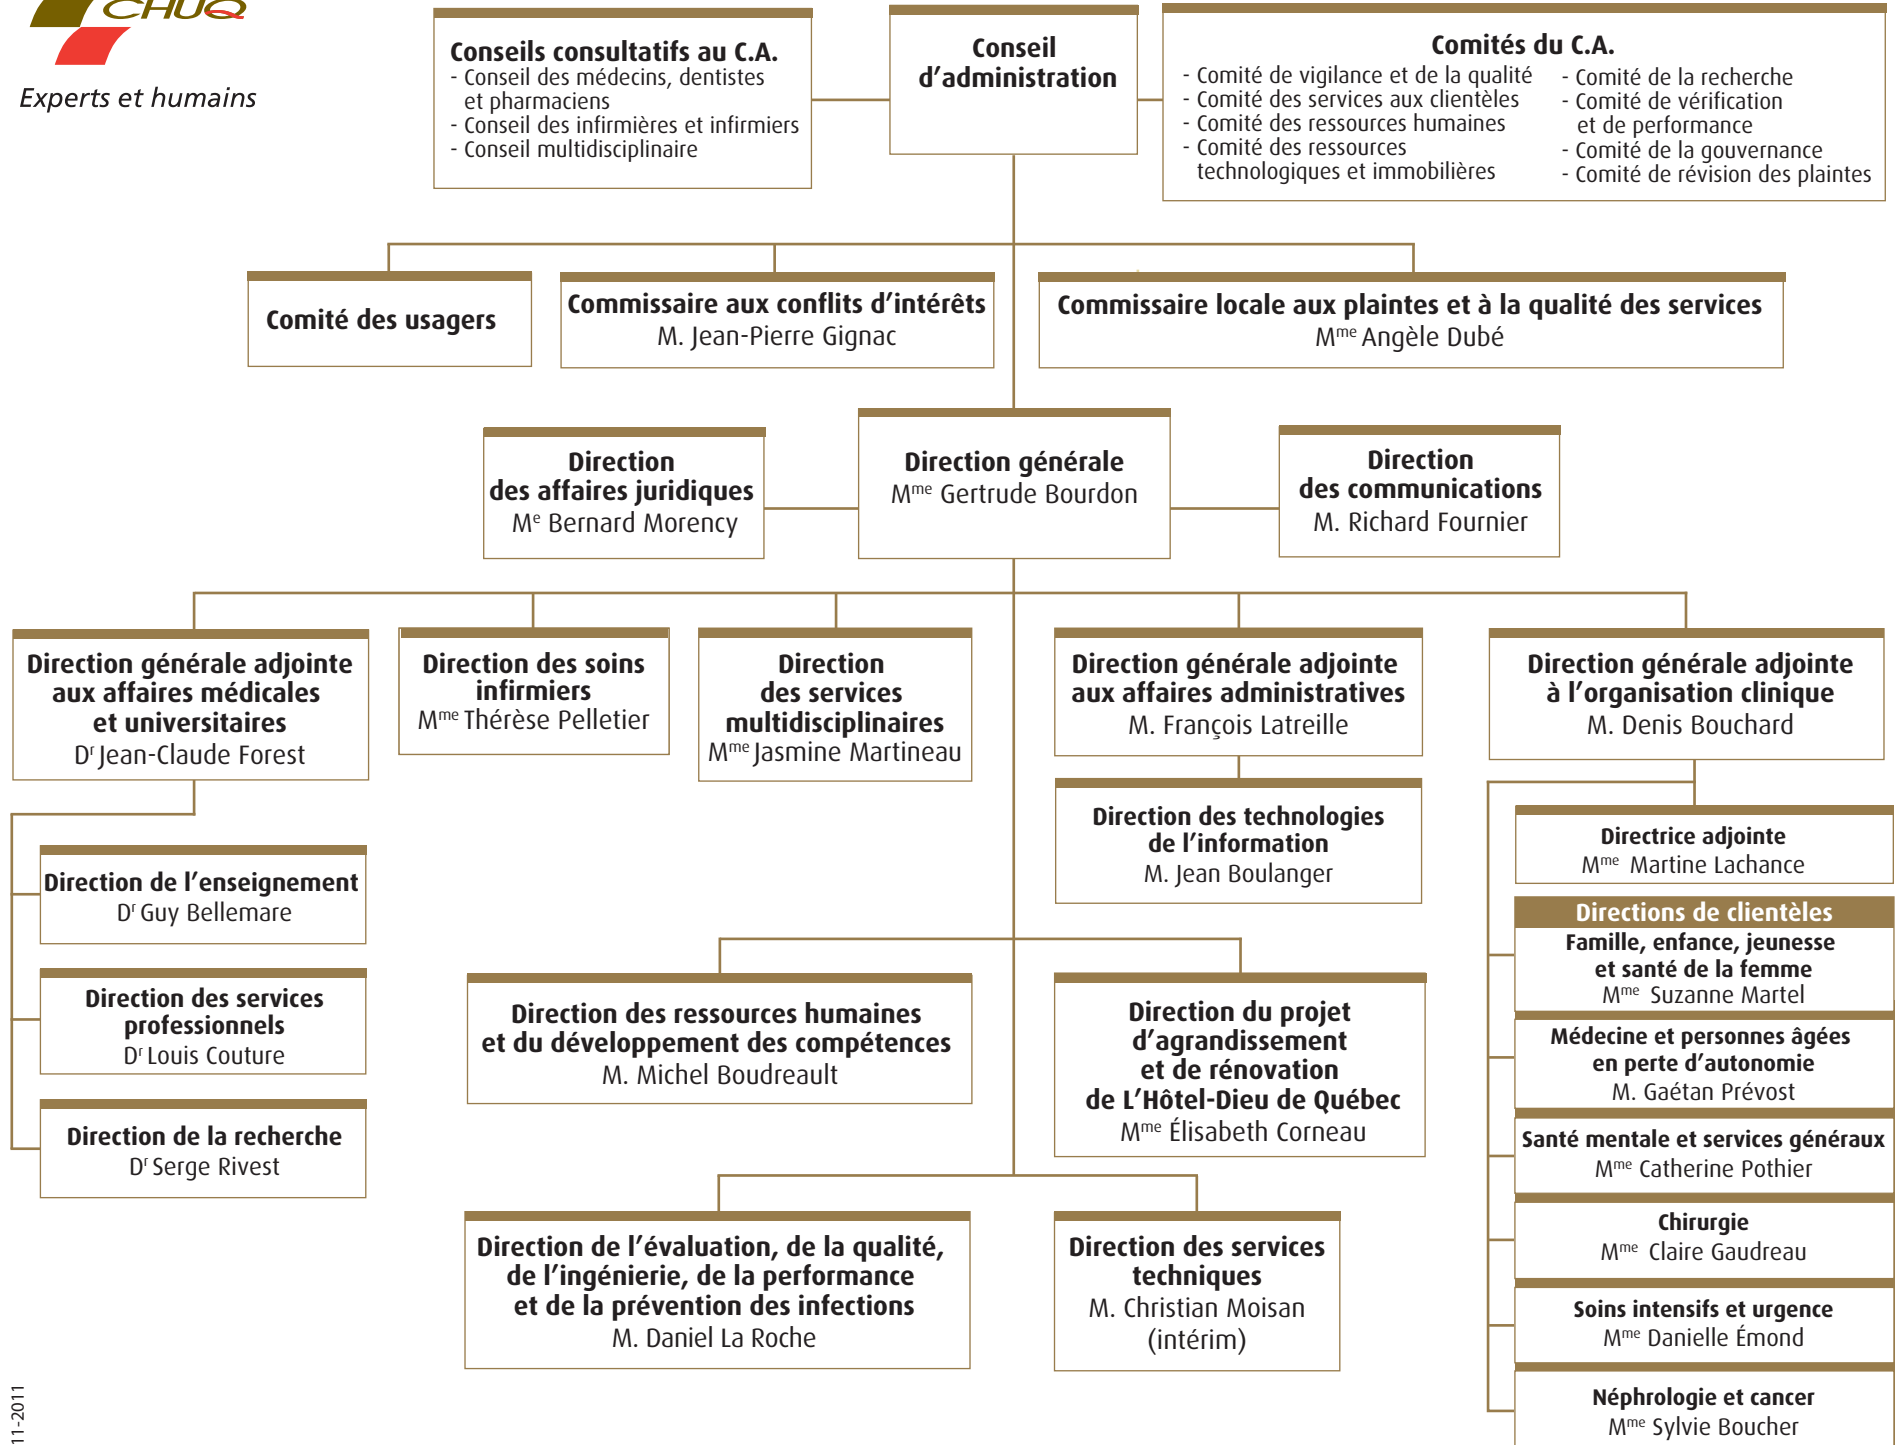 CHUQ
Experts et humains
Conseils consultatifs au C.A.
- Conseil des médecins, dentistes
et pharmaciens
- Conseil des infirmières et infirmiers
- Conseil multidisciplinaire
Conseil
d'administration
Comités du C.A.
- Comité de vigilance et de la qualité
- Comité des services aux clientèles
- Comité des ressources humaines
- Comité des ressources
technologiques et immobilières
- Comité de la recherche
- Comité de vérification
et de performance
- Comité de la gouvernance
- Comité de révision des plaintes
Comité des usagers
Commissaire aux conflits d'intérêts
M. Jean-Pierre Gignac
Commissaire locale aux plaintes et à la qualité des services
Mme Angèle Dubé
Direction
des affaires juridiques
Me Bernard Morency
Direction générale
Mme Gertrude Bourdon
Direction
des communications
M. Richard Fournier
Direction générale adjointe
aux affaires médicales
et universitaires
Dr Jean-Claude Forest
Direction des soins
infirmiers
Mme Thérèse Pelletier
Direction
des services
multidisciplinaires
Mme Jasmine Martineau
Direction générale adjointe
aux affaires administratives
M. François Latreille
Direction générale adjointe
à l'organisation clinique
M. Denis Bouchard
Direction des technologies
de l'information
M. Jean Boulanger
Directrice adjointe
Mme Martine Lachance
Direction de l'enseignement
Dr Guy Bellemare
Direction des services
professionnels
Dr Louis Couture
Direction de la recherche
Dr Serge Rivest
Direction des ressources humaines
et du développement des compétences
M. Michel Boudreault
Direction du projet
d'agrandissement
et de rénovation
de L'Hôtel-Dieu de Québec
Mme Élisabeth Corneau
Directions de clientèles
Famille, enfance, jeunesse
et santé de la femme
Mme Suzanne Martel
Médecine et personnes âgées
en perte d'autonomie
M. Gaétan Prévost
Santé mentale et services généraux
Mme Catherine Pothier
Chirurgie
Mme Claire Gaudreau
Soins intensifs et urgence
Mme Danielle Émond
Néphrologie et cancer
Mme Sylvie Boucher
Direction de l'évaluation, de la qualité,
de l'ingénierie, de la performance
et de la prévention des infections
M. Daniel La Roche
Direction des services
techniques
M. Christian Moisan
(intérim)
11-2011